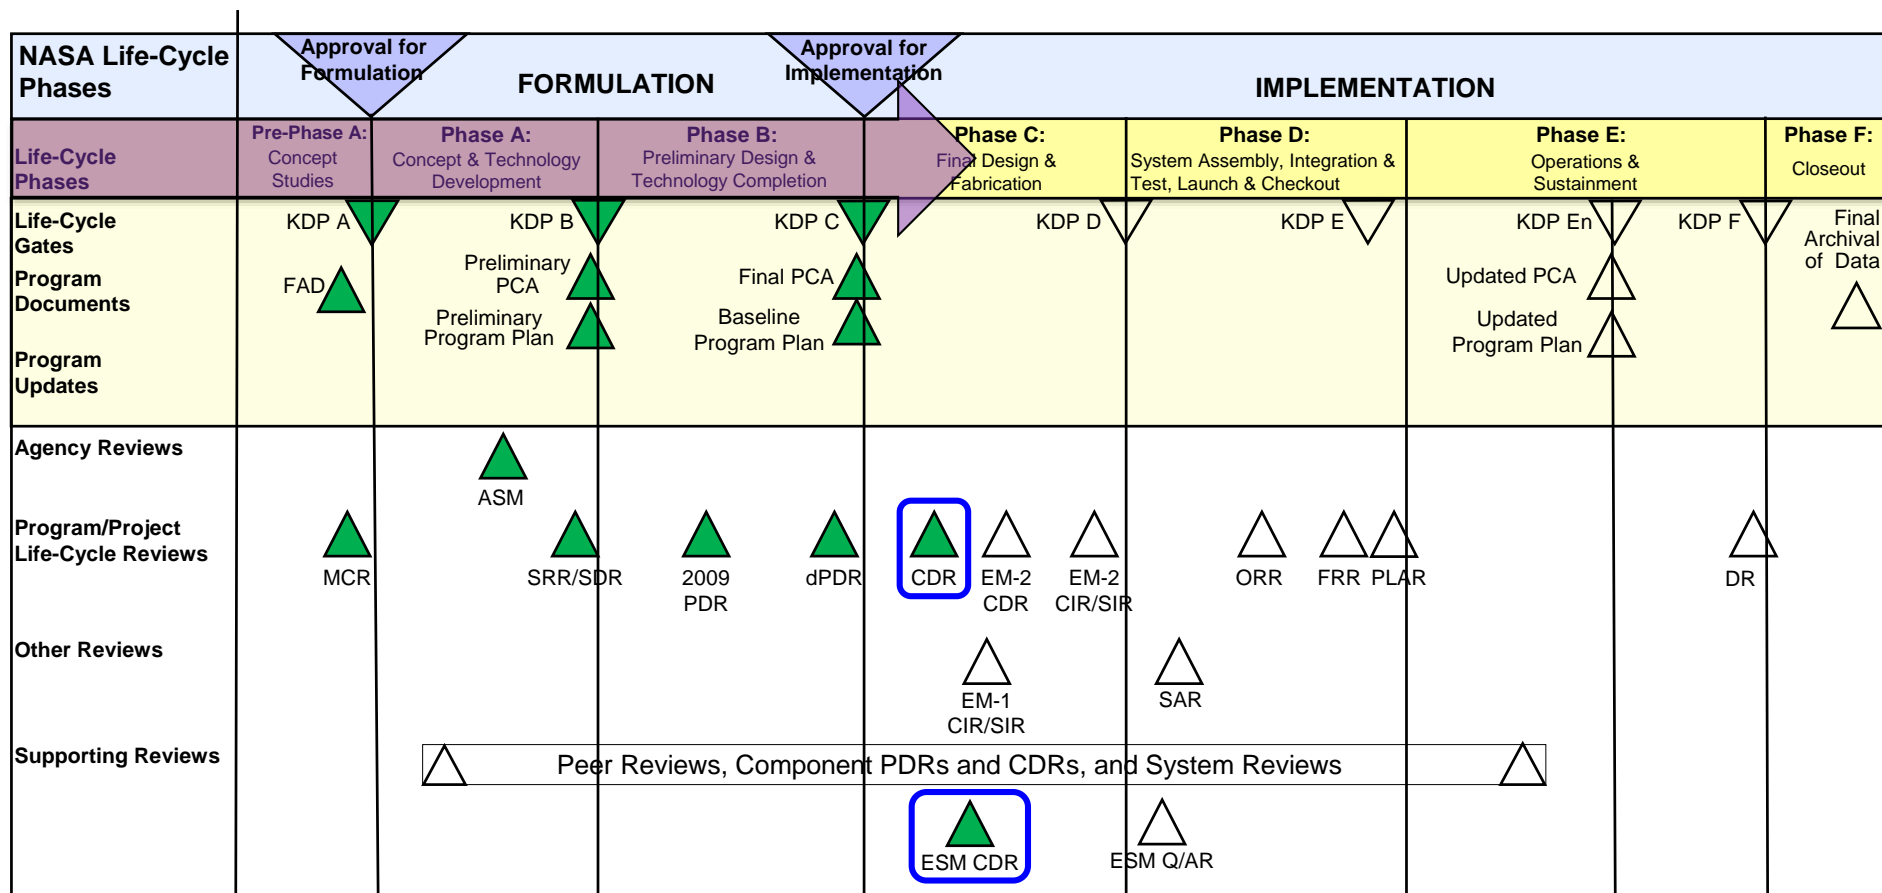 NASA Life-Cycle
Phases
Approval for
Formulation
FORMULATION
Approval for
Implementation
IMPLEMENTATION
Life-Cycle
Phases
Pre-Phase A:
Concept
Studies
Phase A:
Concept & Technology
Development
Phase B:
Preliminary Design &
Technology Completion
Phase C:
Final Design &
Fabrication
Phase D:
System Assembly, Integration &
Test, Launch & Checkout
Phase E:
Operations &
Sustainment
Phase F:
Closeout
Life-Cycle
Gates
KDP A
KDP B
KDP C
KDP D
KDP E
KDP En
KDP F
Final
Archival
of Data
Program
Documents
FAD
Preliminary
PCA
Final PCA
Updated PCA
Preliminary
Program Plan
Baseline
Program Plan
Updated
Program Plan
Program
Updates
Agency Reviews
ASM
Program/Project
Life-Cycle Reviews
MCR
SRR/SDR
2009
PDR
dPDR
CDR
EM-2
CDR
EM-2
CIR/SIR
ORR
FRR
PLAR
DR
Other Reviews
EM-1
CIR/SIR
SAR
Supporting Reviews
Peer Reviews, Component PDRs and CDRs, and System Reviews
ESM CDR
ESM Q/AR